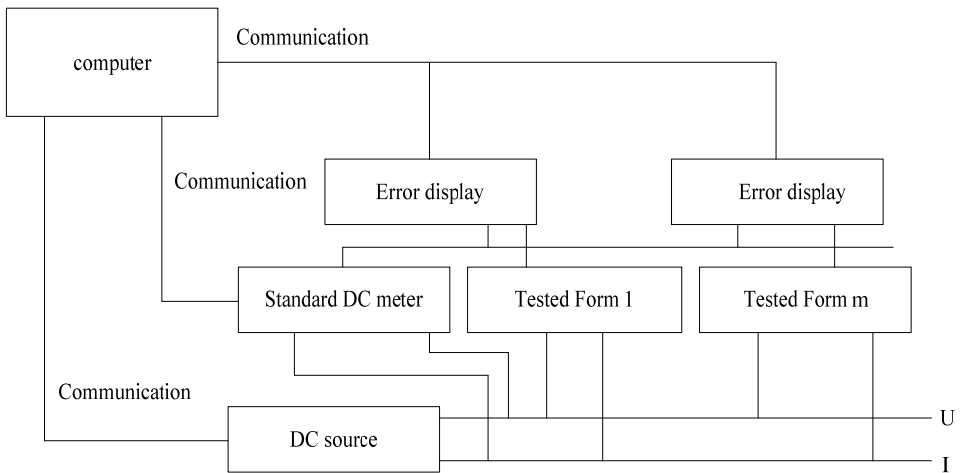 Communication
computer
Communication
Error display
Error display
Standard DC meter
Tested Form 1
Tested Form m
Communication
DC source
U
I